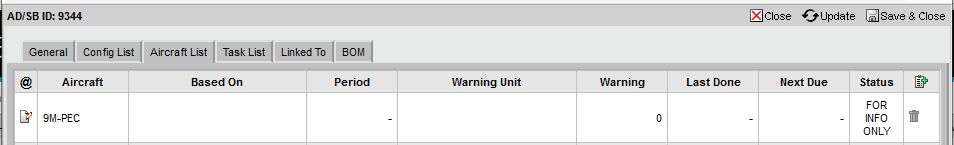 AD/SB ID: 9344 Close Update Save & Close
General Config List Aircraft List Task List Linked To BOM
@ Aircraft Based On Period Warning Unit Warning Last Done Next Due Status
9M-PEC - 0 - - FOR
INFO
ONLY